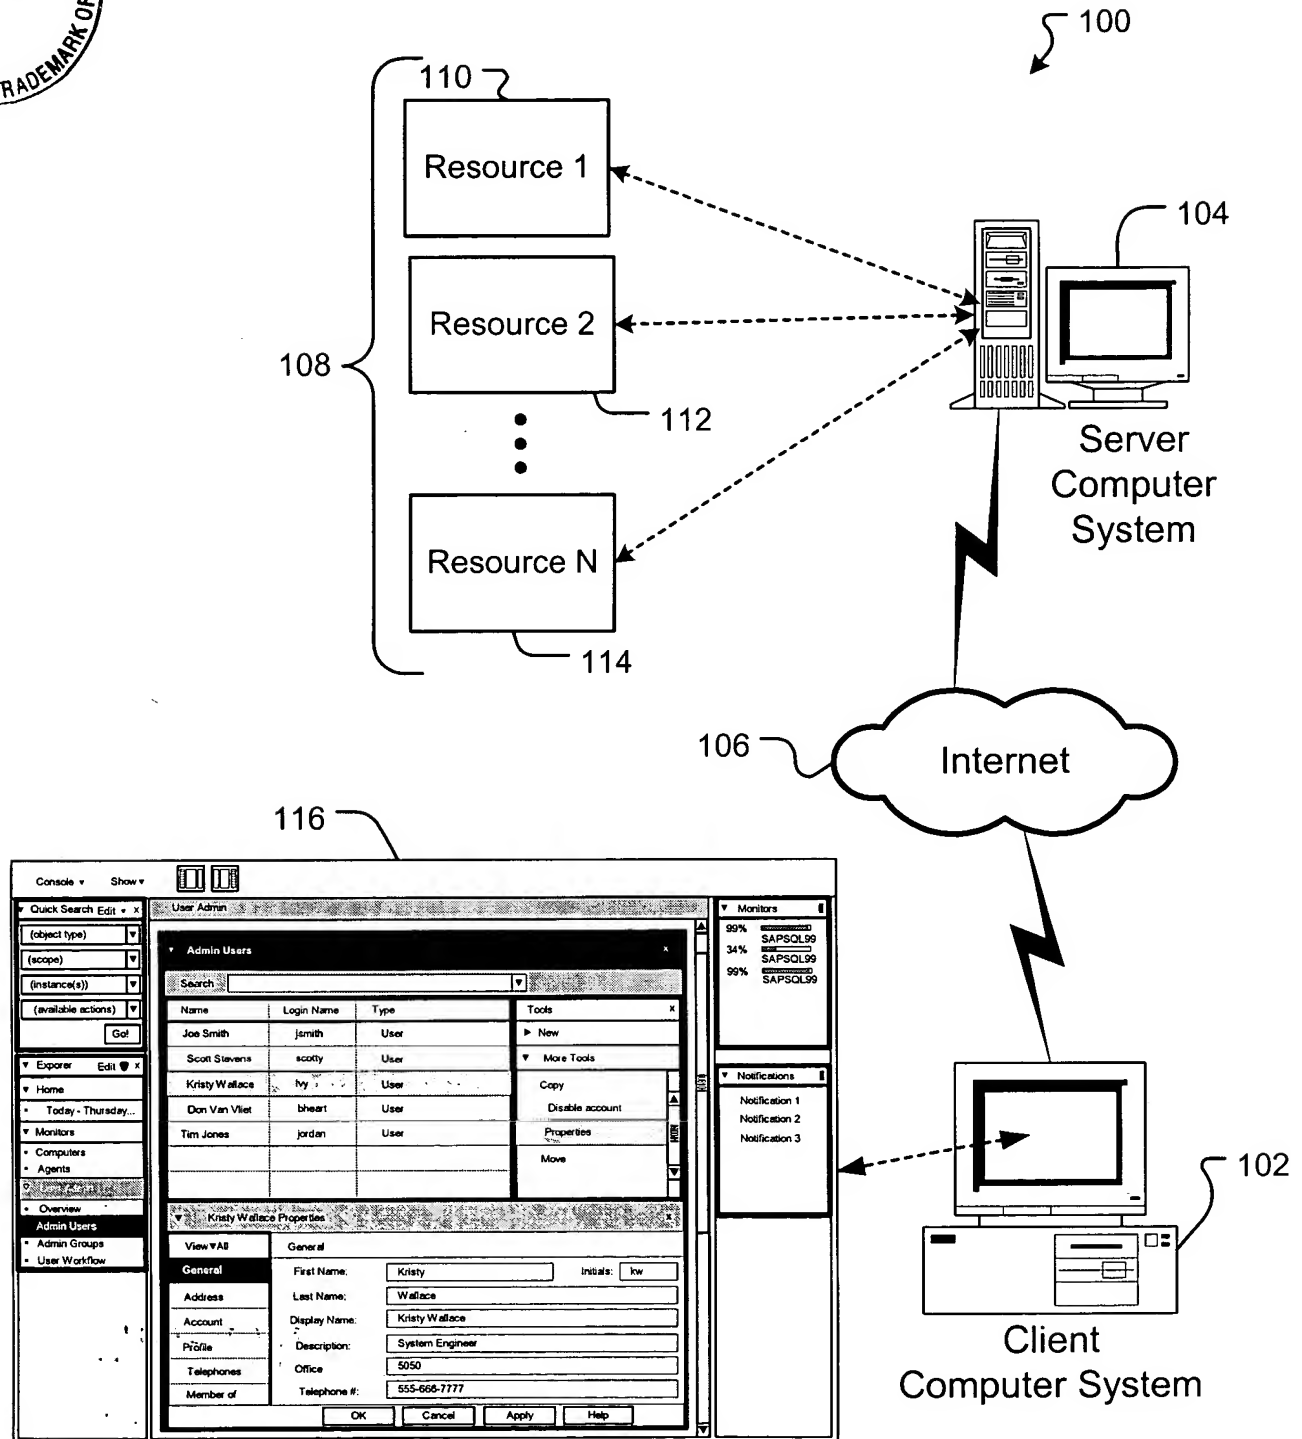 RADEMARK OF
100
110
Resource 1
104
Resource 2
108
112
Server
Computer
System
Resource N
114
106
Internet
116
Console Show
Quick Search Edit x
(object type)
(scope)
(instance(s))
(available actions)
Go!
Exporer Edit x
Home
Today - Thursday...
Monitors
Computers
Agents
Overview
Admin Users
Admin Groups
User Workflow
User Admin
Admin Users x
Search
Name Login Name Type
Joe Smith jsmith User
Scott Stevens scotty User
Kristy Wallace Ivy User
Don Van Vliet bheart User
Tim Jones jordan User
Tools x
New
More Tools
Copy
Disable account
Properties
Move
Kristy Wallace Properties x
View All
General
Address
Account
Profile
Telephones
Member of
General
First Name: Kristy Initials: kw
Last Name: Wallace
Display Name: Kristy Wallace
Description: System Engineer
Office 5050
Telephone #: 555-666-7777
OK Cancel Apply Help
Monitors
99%
SAPSQL99
34%
SAPSQL99
99%
SAPSQL99
Notifications
Notification 1
Notification 2
Notification 3
102
Client
Computer System